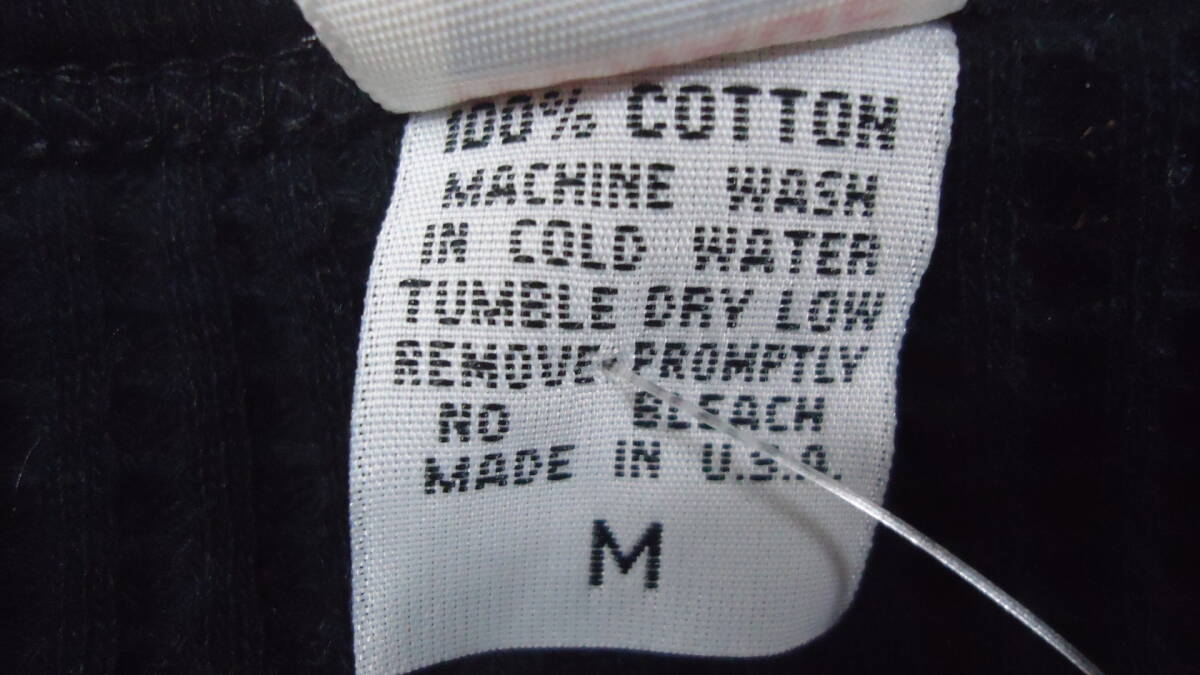 100% COTTON
MACHINE WASH
IN COLD WATER
TUMBLE DRY LOW
REMOVE PROMPTLY
NO BLEACH
MADE IN U.S.A.
M